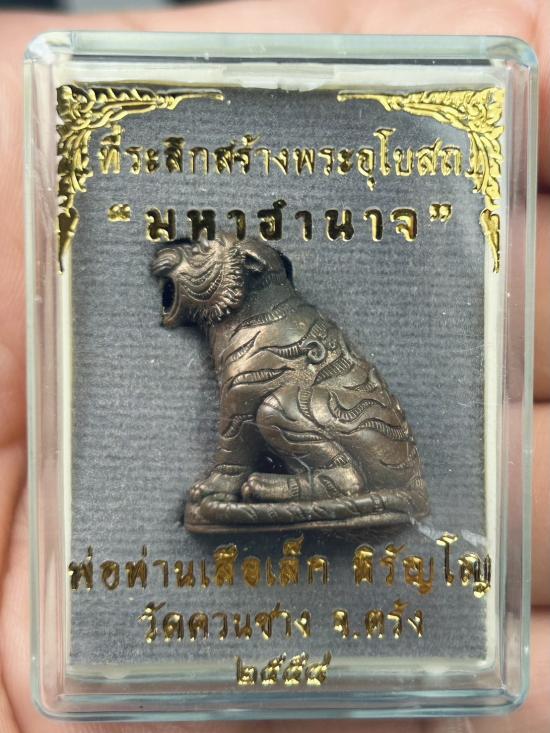 ที่ระลึกสร้างพระอุโบสถ
“มหาอำนาจ”
พ่อท่านเสือเล็ก สิรัญโญ
วัดควนชาง จ.ตรัง
๒๕๕๔